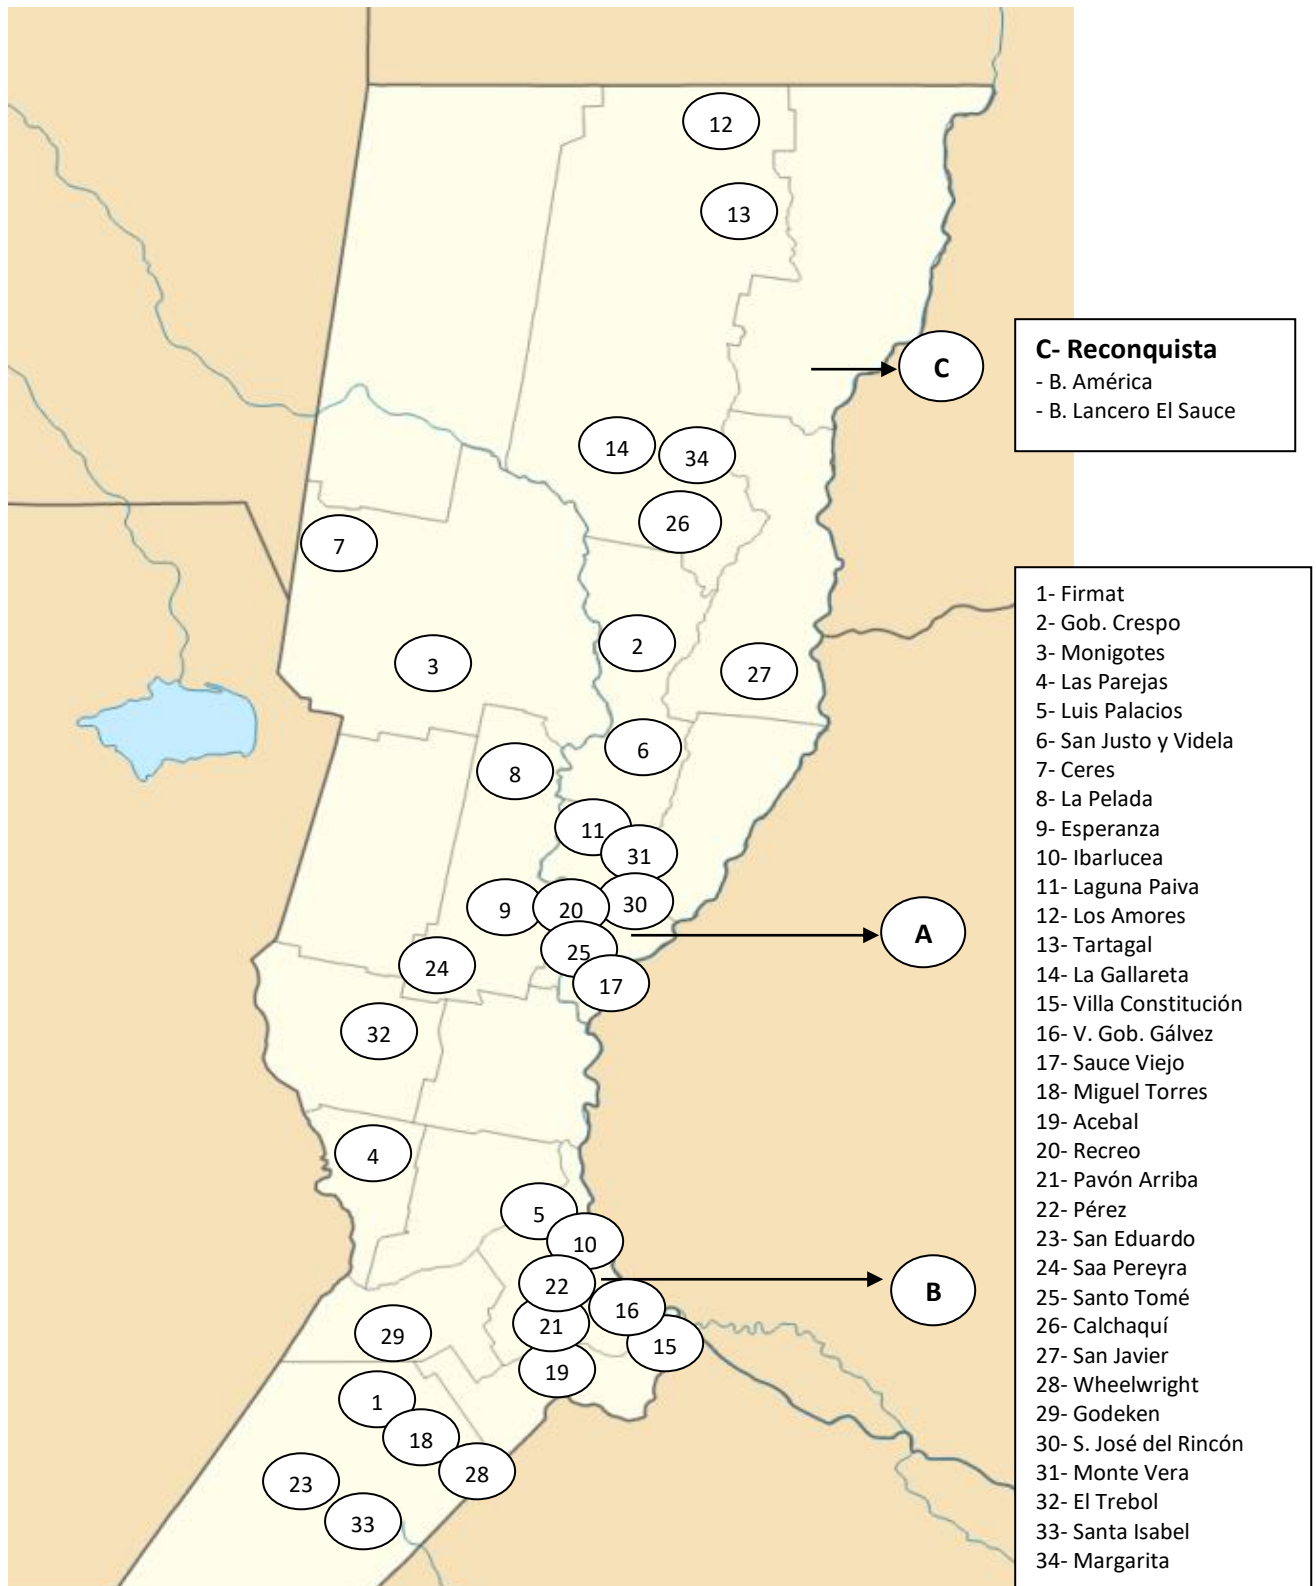 12
13
C
C- Reconquista
- B. América
- B. Lancero El Sauce
14
34
26
7
2
3
27
6
8
11
31
9
20
30
A
25
24
17
32
4
5
10
22
B
16
21
29
15
19
1
18
28
23
33
1- Firmat
2- Gob. Crespo
3- Monigotes
4- Las Parejas
5- Luis Palacios
6- San Justo y Videla
7- Ceres
8- La Pelada
9- Esperanza
10- Ibarlucea
11- Laguna Paiva
12- Los Amores
13- Tartagal
14- La Gallareta
15- Villa Constitución
16- V. Gob. Gálvez
17- Sauce Viejo
18- Miguel Torres
19- Acebal
20- Recreo
21- Pavón Arriba
22- Pérez
23- San Eduardo
24- Saa Pereyra
25- Santo Tomé
26- Calchaquí
27- San Javier
28- Wheelwright
29- Godeken
30- S. José del Rincón
31- Monte Vera
32- El Trebol
33- Santa Isabel
34- Margarita